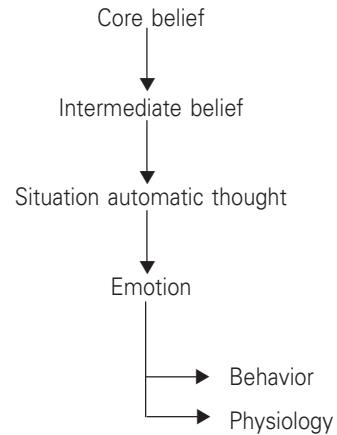 Core belief
Intermediate belief
Situation automatic thought
Emotion
Behavior
Physiology